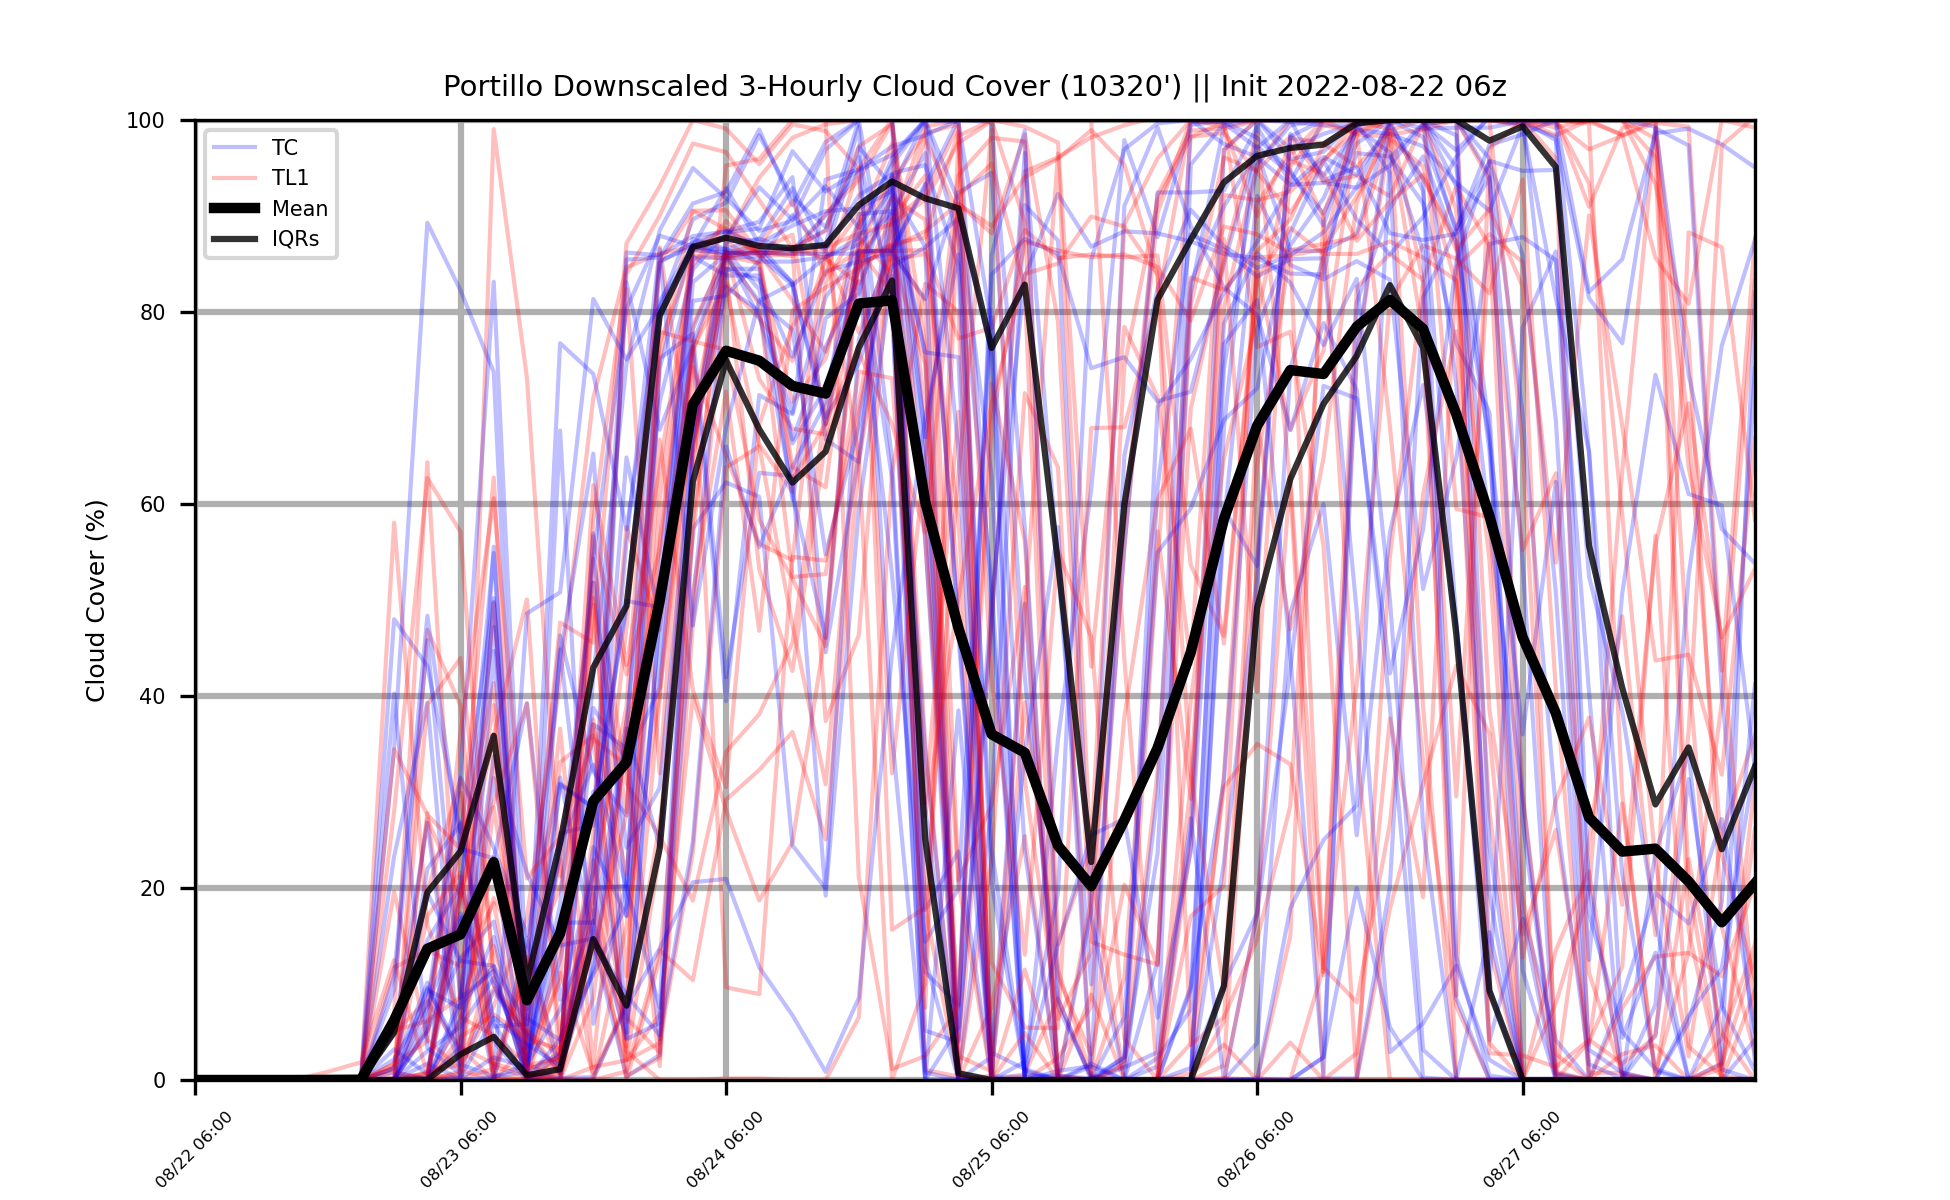 Portillo Downscaled 3-Hourly Cloud Cover (10320') || Init 2022-08-22 06z
TC
TL1
Mean
IQRs
Cloud Cover (%)
100
80
60
40
20
0
08/22 06:00
08/23 06:00
08/24 06:00
08/25 06:00
08/26 06:00
08/27 06:00